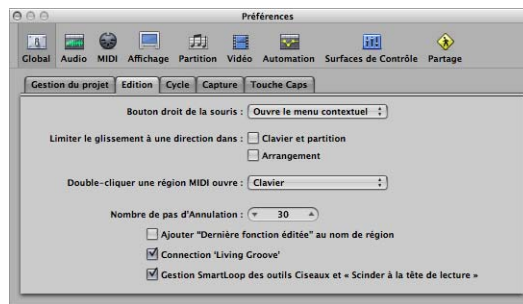 Préférences
Global Audio MIDI Affichage Partition Vidéo Automation Surfaces de Contrôle Partage
Gestion du projet Edition Cycle Capture Touche Caps
Bouton droit de la souris : Ouvre le menu contextuel
Limiter le glissement à une direction dans : Clavier et partition
Arrangement
Double-cliquer une région MIDI ouvre : Clavier
Nombre de pas d'Annulation : 30
Ajouter "Dernière fonction éditée" au nom de région
Connection 'Living Groove'
Gestion SmartLoop des outils Ciseaux et « Scinder à la tête de lecture »